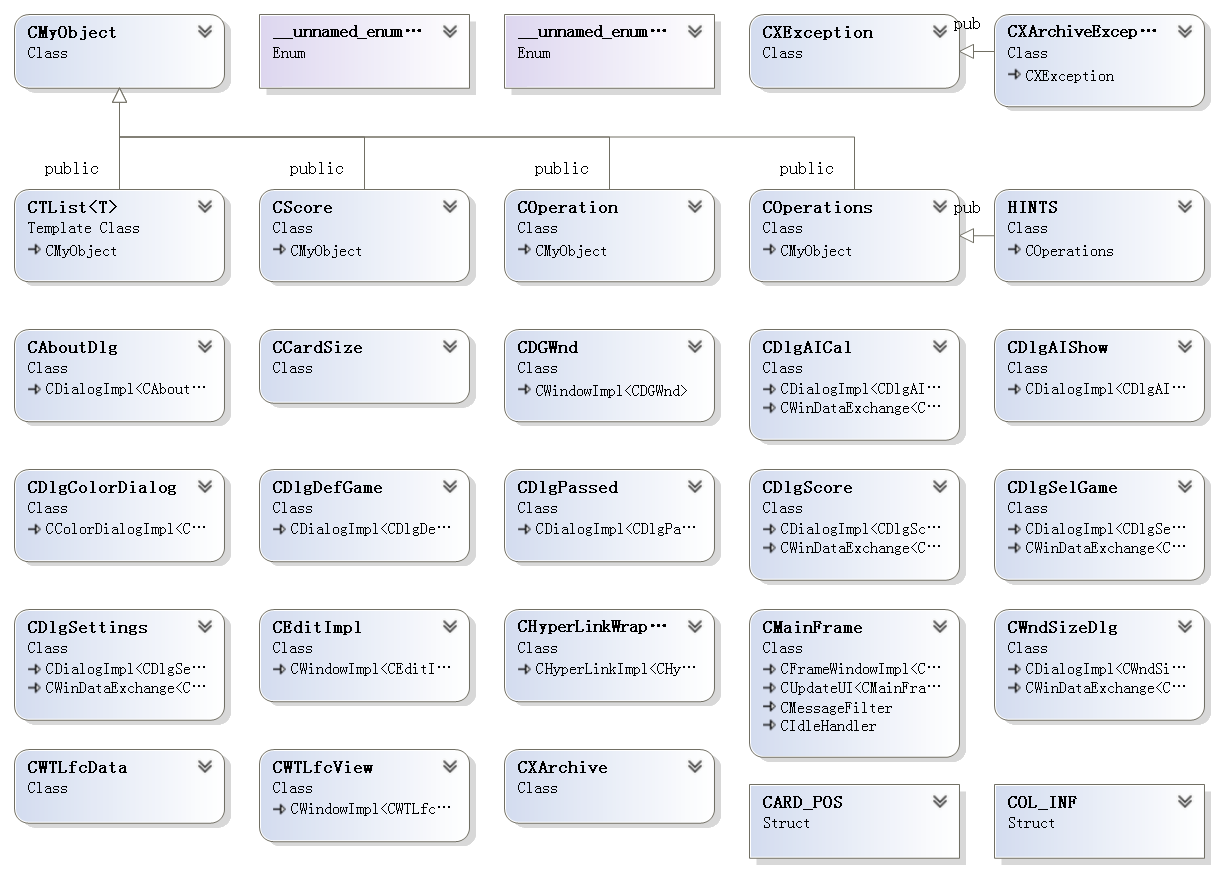 CMyObject
Class
__unnamed_enum···
Enum
__unnamed_enum···
Enum
CXException
Class
pub
CXArchiveExcep···
Class
CXException
public
public
public
public
CTList<T>
Template Class
CMyObject
CScore
Class
CMyObject
COperation
Class
CMyObject
COperations
Class
CMyObject
pub
HINTS
Class
COperations
CAboutDlg
Class
CDialogImpl<CAbout···
CCardSize
Class
CDGWnd
Class
CWindowImpl<CDGWnd>
CDlgAICal
Class
CDialogImpl<CDlgAI···
CWinDataExchange<C···
CDlgAIShow
Class
CDialogImpl<CDlgAI···
CDlgColorDialog
Class
CColorDialogImpl<C···
CDlgDefGame
Class
CDialogImpl<CDlgDe···
CDlgPassed
Class
CDialogImpl<CDlgPa···
CDlgScore
Class
CDialogImpl<CDlgSc···
CWinDataExchange<C···
CDlgSelGame
Class
CDialogImpl<CDlgSe···
CWinDataExchange<C···
CDlgSettings
Class
CDialogImpl<CDlgSe···
CWinDataExchange<C···
CEditImpl
Class
CWindowImpl<CEditI···
CHyperLinkWrap···
Class
CHyperLinkImpl<CHy···
CMainFrame
Class
CFrameWindowImpl<C···
CUpdateUI<CMainFra···
CMessageFilter
CIdleHandler
CWndSizeDlg
Class
CDialogImpl<CWndSi···
CWinDataExchange<C···
CWTLfcData
Class
CWTLfcView
Class
CWindowImpl<CWTLfc···
CXArchive
Class
CARD_POS
Struct
COL_INF
Struct